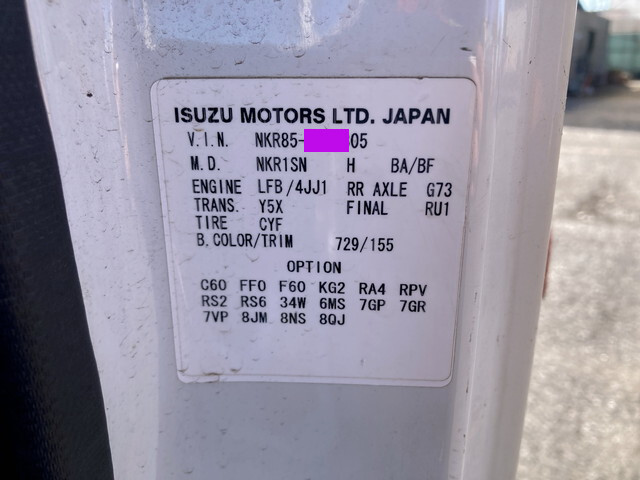 ISUZU MOTORS LTD. JAPAN
V.I.N. NKR85- 05
M.D. NKR1SN H BA/BF
ENGINE LFB/4JJ1 RR AXLE G73
TRANS. Y5X FINAL RU1
TIRE CYF
B.COLOR/TRIM 729/155
OPTION
C60 FF0 F60 KG2 RA4 RPV
RS2 RS6 34W 6MS 7GP 7GR
7VP 8JM 8NS 8QJ